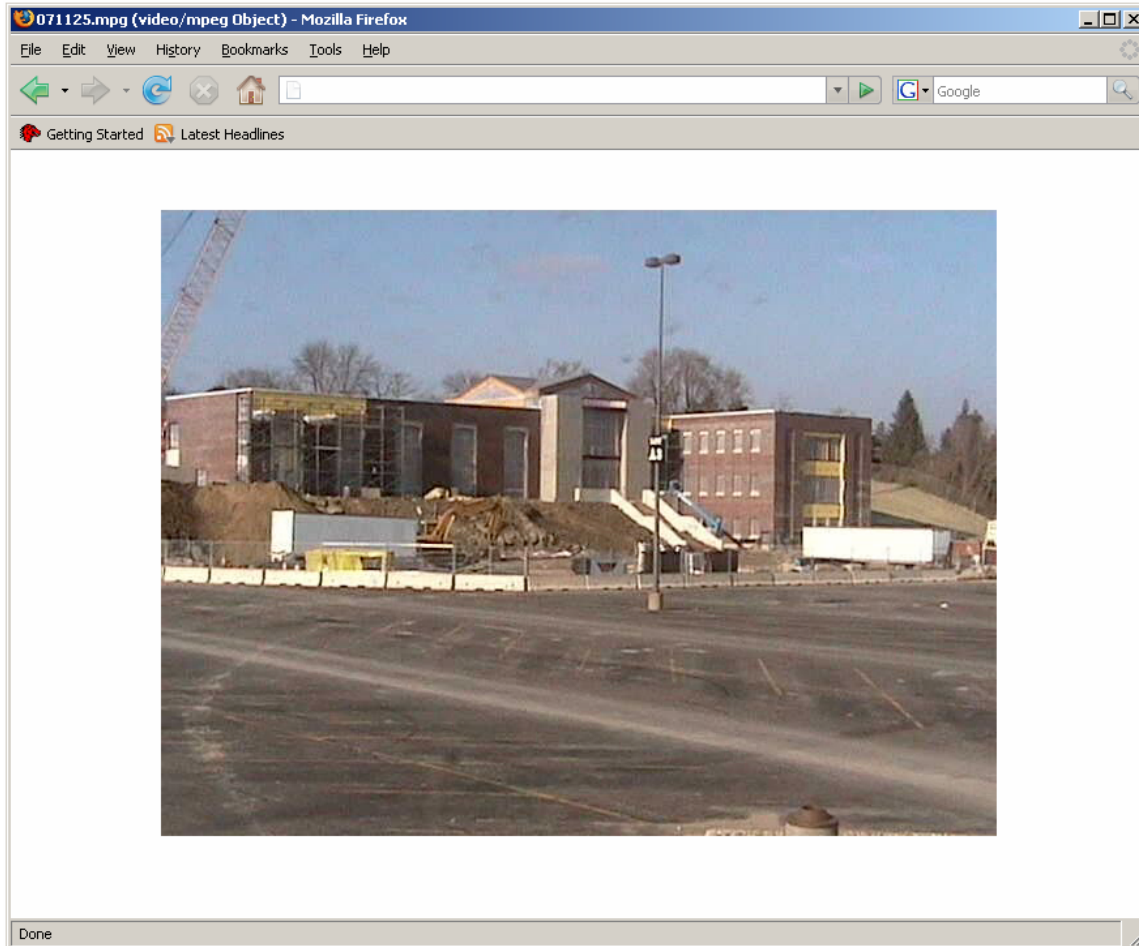 071125.mpg (video/mpeg Object) - Mozilla Firefox
File Edit View History Bookmarks Tools Help
G Google
Getting Started Latest Headlines
Done